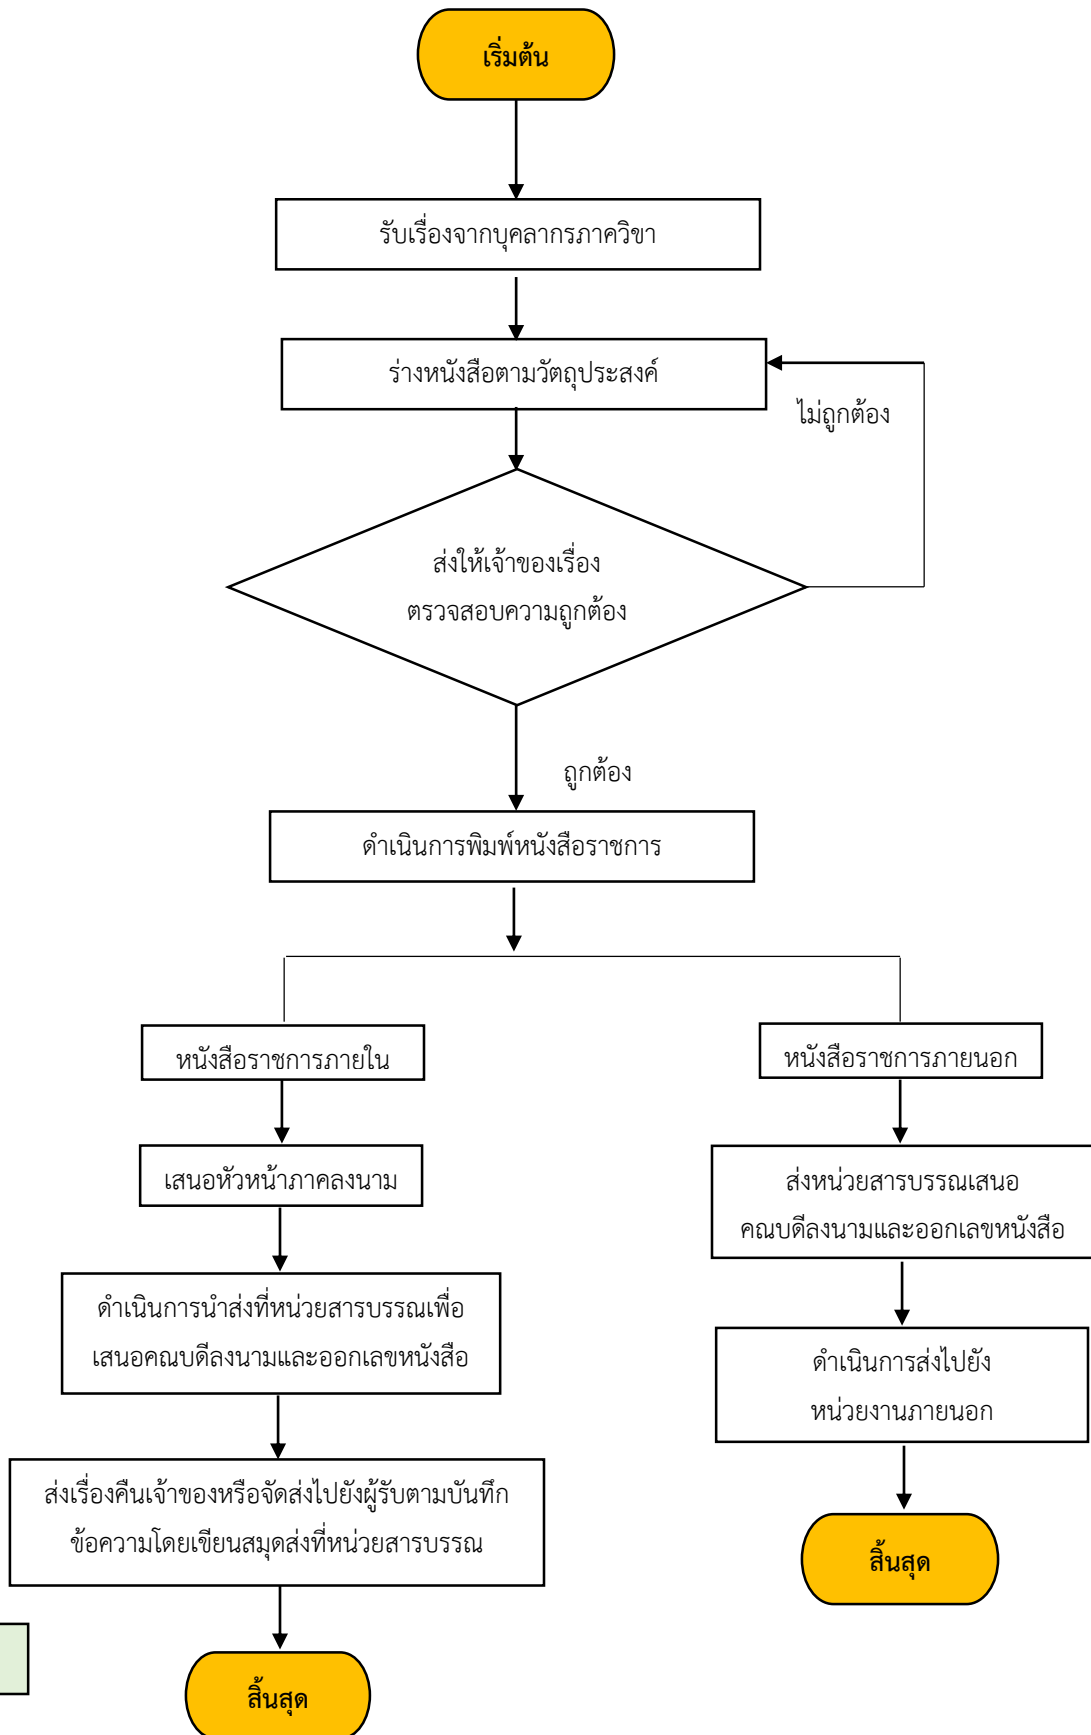 เริ่มต้น
รับเรื่องจากบุคลากรภาควิขา
ร่างหนังสือตามวัตถุประสงค์
ไม่ถูกต้อง
ส่งให้เจ้าของเรื่อง
ตรวจสอบความถูกต้อง
ถูกต้อง
ดำเนินการพิมพ์หนังสือราชการ
หนังสือราชการภายใน
เสนอหัวหน้าภาคลงนาม
ดำเนินการนำส่งที่หน่วยสารบรรณเพื่อ
เสนอคณบดีลงนามและออกเลขหนังสือ
ส่งเรื่องคืนเจ้าของหรือจัดส่งไปยังผู้รับตามบันทึก
ข้อความโดยเขียนสมุดส่งที่หน่วยสารบรรณ
สิ้นสุด
หนังสือราชการภายนอก
ส่งหน่วยสารบรรณเสนอ
คณบดีลงนามและออกเลขหนังสือ
ดำเนินการส่งไปยัง
หน่วยงานภายนอก
สิ้นสุด